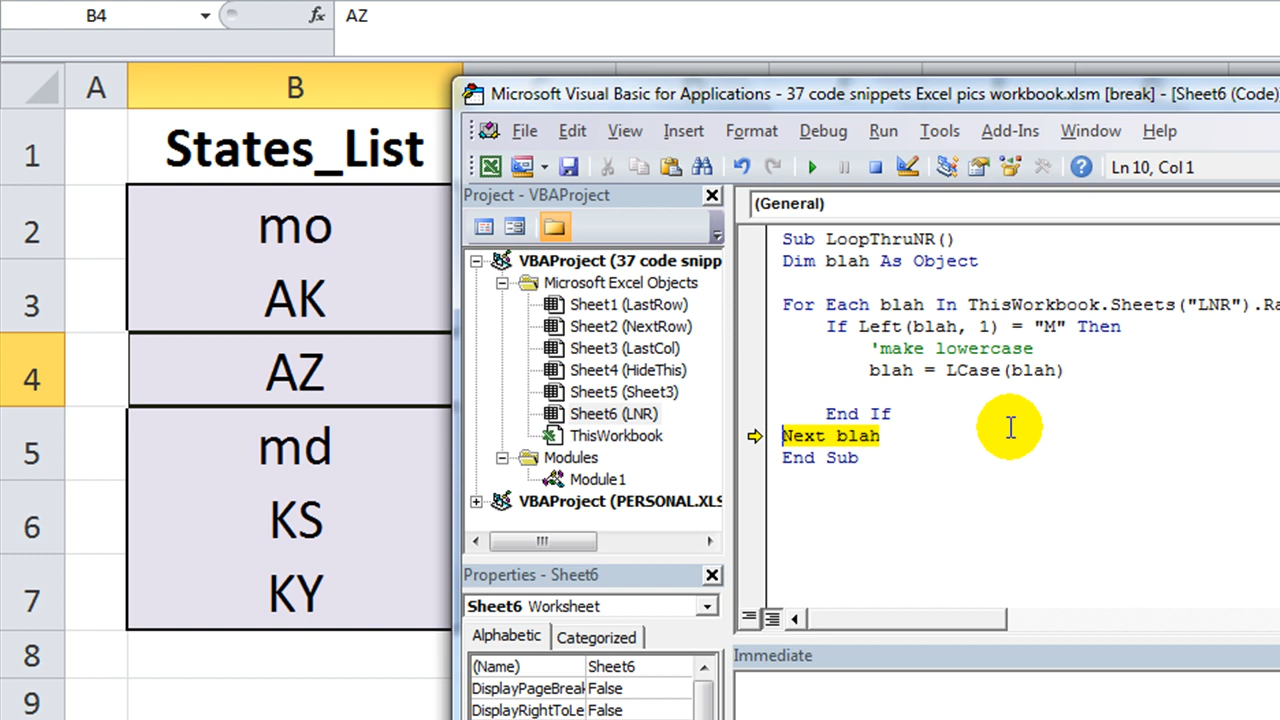 B4
fx
AZ
A
B
1
States_List
2
mo
3
AK
4
AZ
5
md
6
KS
7
KY
8
9
Microsoft Visual Basic for Applications - 37 code snippets Excel pics workbook.xlsm [break] - [Sheet6 (Code)
File Edit View Insert Format Debug Run Tools Add-Ins Window Help
Ln 10, Col 1
Project - VBAProject
VBAProject (37 code snipp
Microsoft Excel Objects
Sheet1 (LastRow)
Sheet2 (NextRow)
Sheet3 (LastCol)
Sheet4 (HideThis)
Sheet5 (Sheet3)
Sheet6 (LNR)
ThisWorkbook
Modules
Module1
VBAProject (PERSONAL.XLS
Properties - Sheet6
Sheet6 Worksheet
Alphabetic Categorized
(Name) Sheet6
DisplayPageBreak False
DisplayRightToLe False
(General)
Sub LoopThruNR()
Dim blah As Object
For Each blah In ThisWorkbook.Sheets("LNR").Ra
If Left(blah, 1) = "M" Then
'make lowercase
blah = LCase(blah)
End If
Next blah
End Sub
Immediate